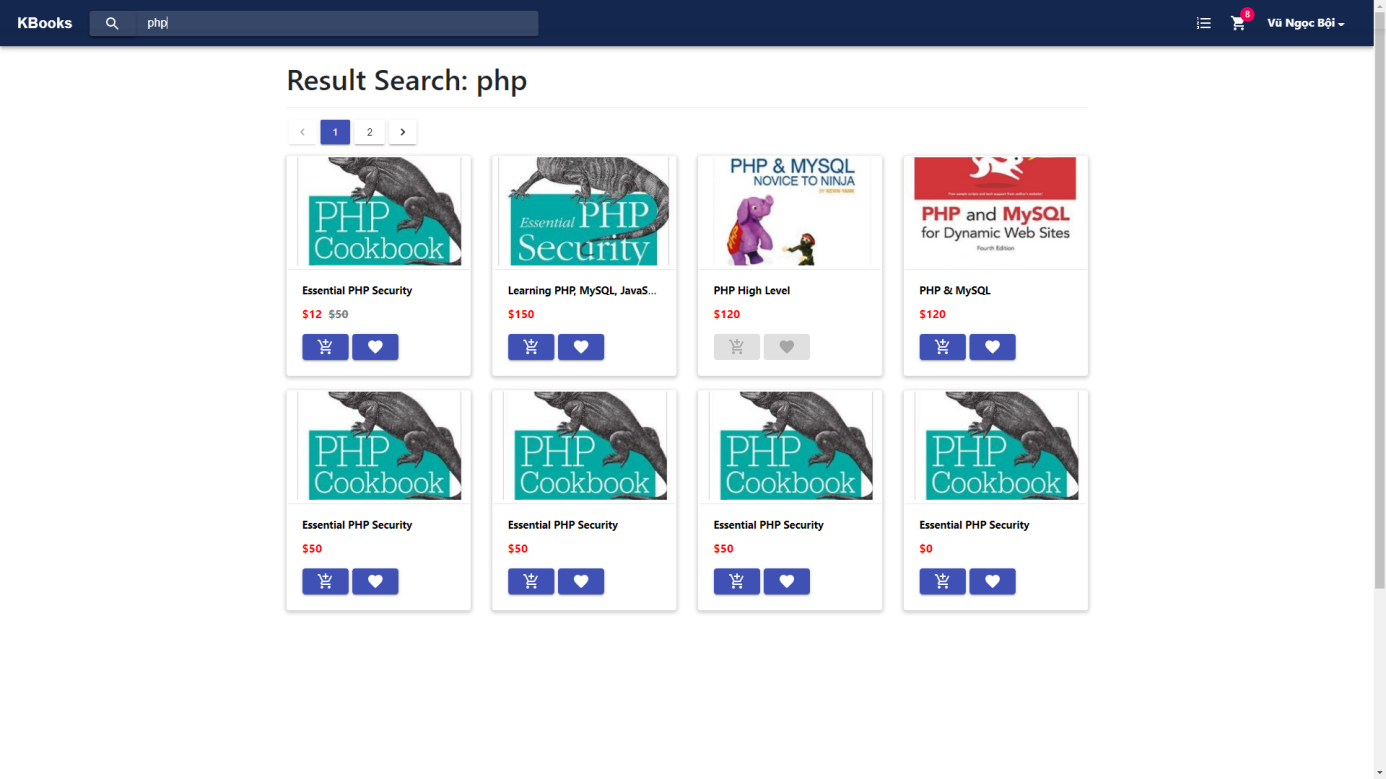 KBooks
php
8
Vũ Ngọc Bội
Result Search: php
1
2
PHP
Cookbook
Essential PHP
Security
PHP & MYSQL
NOVICE TO NINJA
PHP and MySQL
for Dynamic Web Sites
Fourth Edition
Essential PHP Security
Learning PHP, MySQL, JavaS...
PHP High Level
PHP & MySQL
$12 $50
$150
$120
$120
PHP
Cookbook
PHP
Cookbook
PHP
Cookbook
PHP
Cookbook
Essential PHP Security
Essential PHP Security
Essential PHP Security
Essential PHP Security
$50
$50
$50
$0